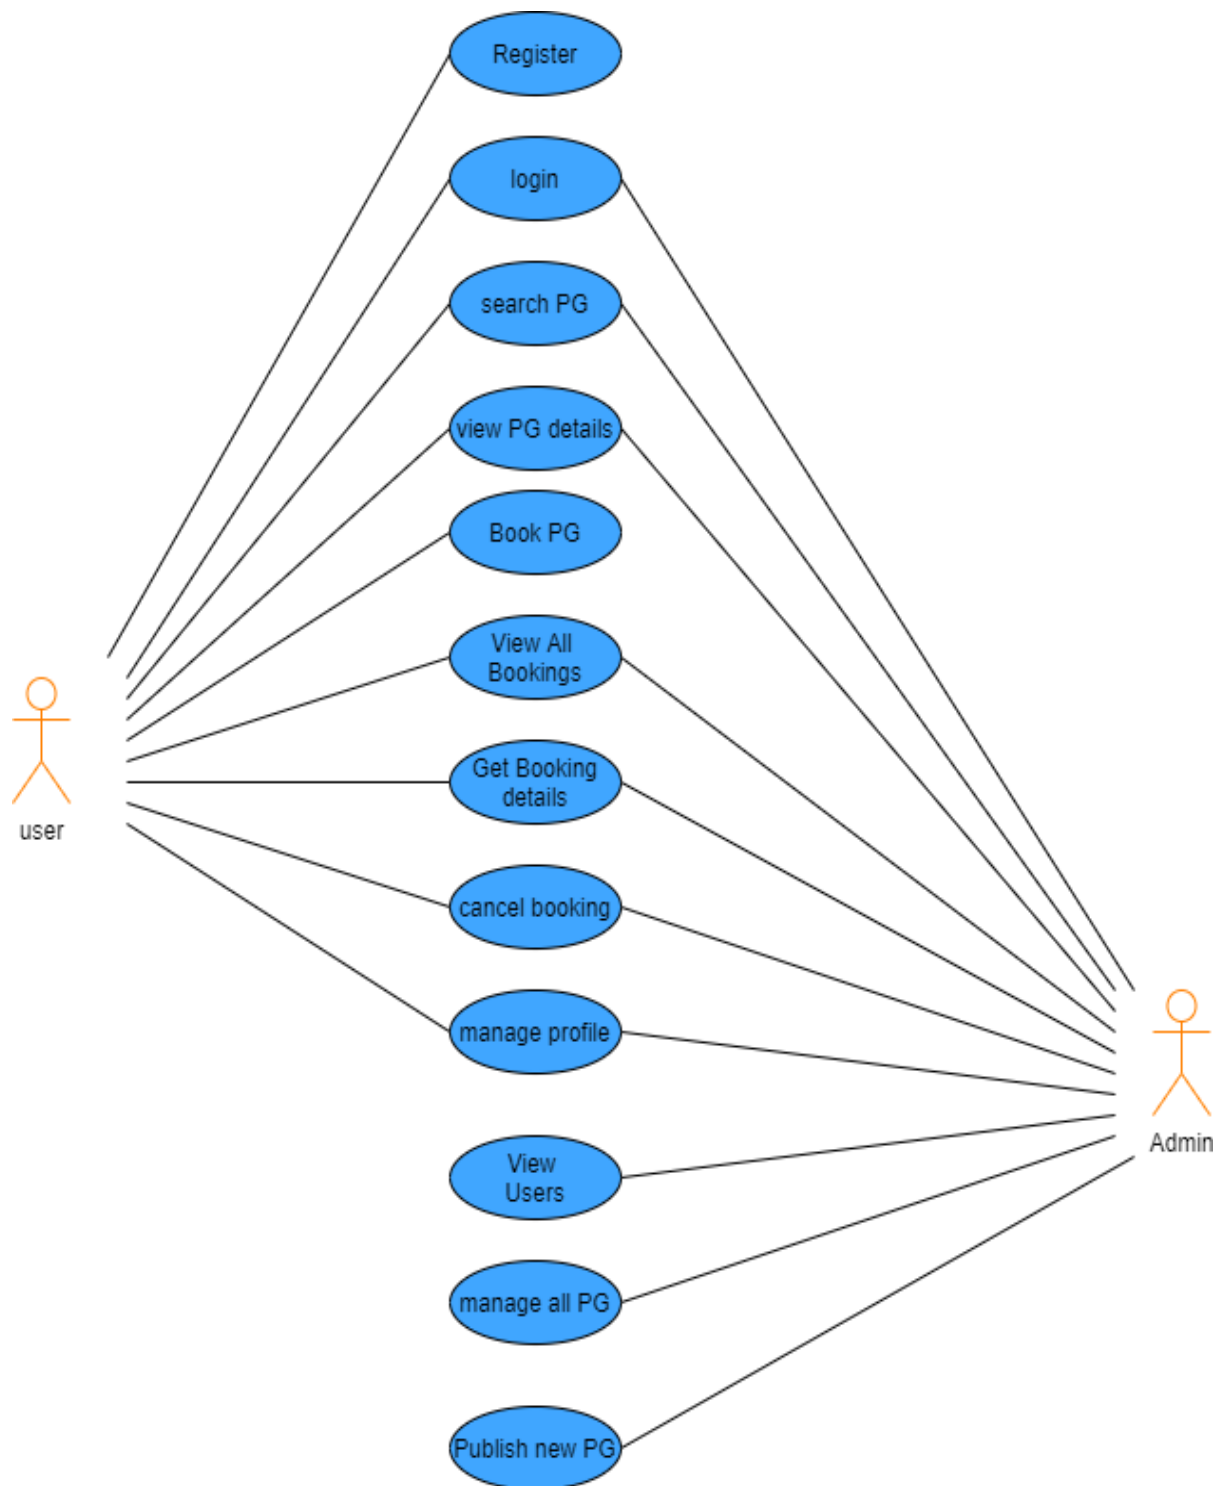 Register
login
search PG
view PG details
Book PG
View All
Bookings
user
Get Booking
details
cancel booking
manage profile
Admin
View
Users
manage all PG
Publish new PG